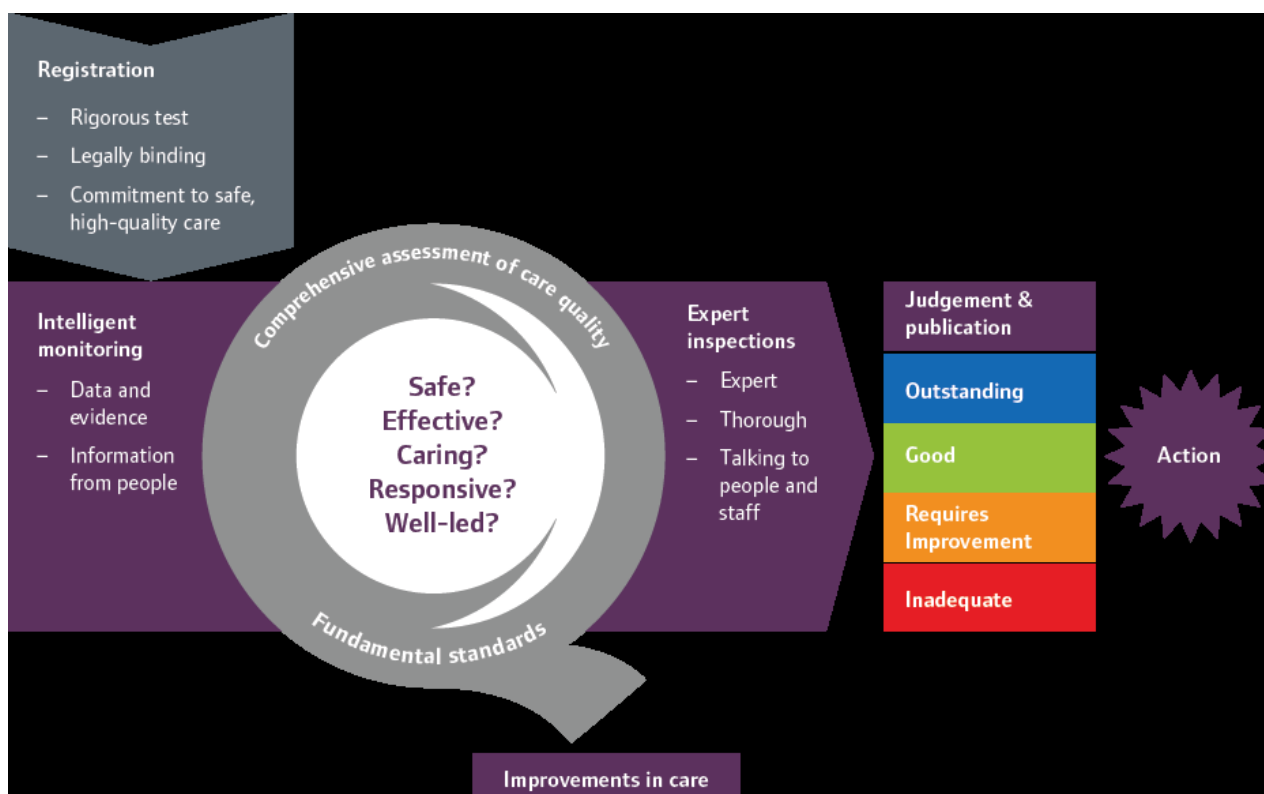 Registration
– Rigorous test
– Legally binding
– Commitment to safe,
high-quality care
Intelligent
monitoring
– Data and
evidence
– Information
from people
Comprehensive assessment of care quality
Safe?
Effective?
Caring?
Responsive?
Well-led?
Fundamental standards
Expert
inspections
– Expert
– Thorough
– Talking to
people and
staff
Judgement &
publication
Outstanding
Good
Requires
Improvement
Inadequate
Action
Improvements in care